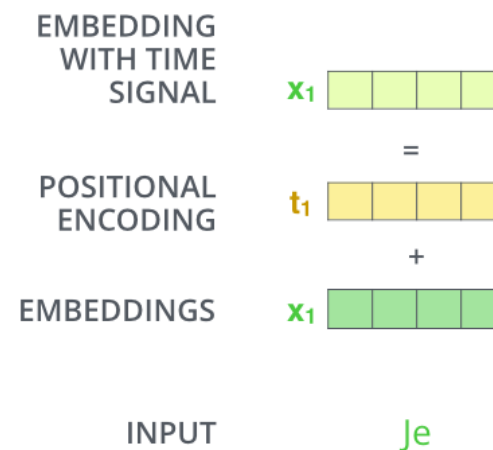 EMBEDDING
WITH TIME
SIGNAL
x₁
=
POSITIONAL
ENCODING
t₁
+
EMBEDDINGS
x₁
INPUT
Je